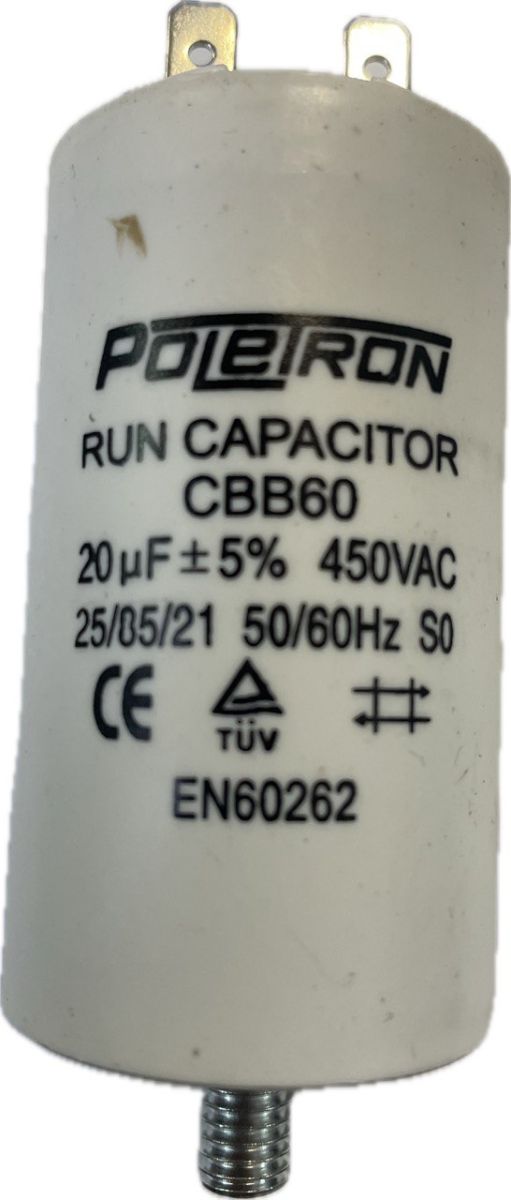 POLETRON
RUN CAPACITOR
CBB60
20µF±5% 450VAC
25/85/21 50/60Hz S0
CE TÜV
EN60262